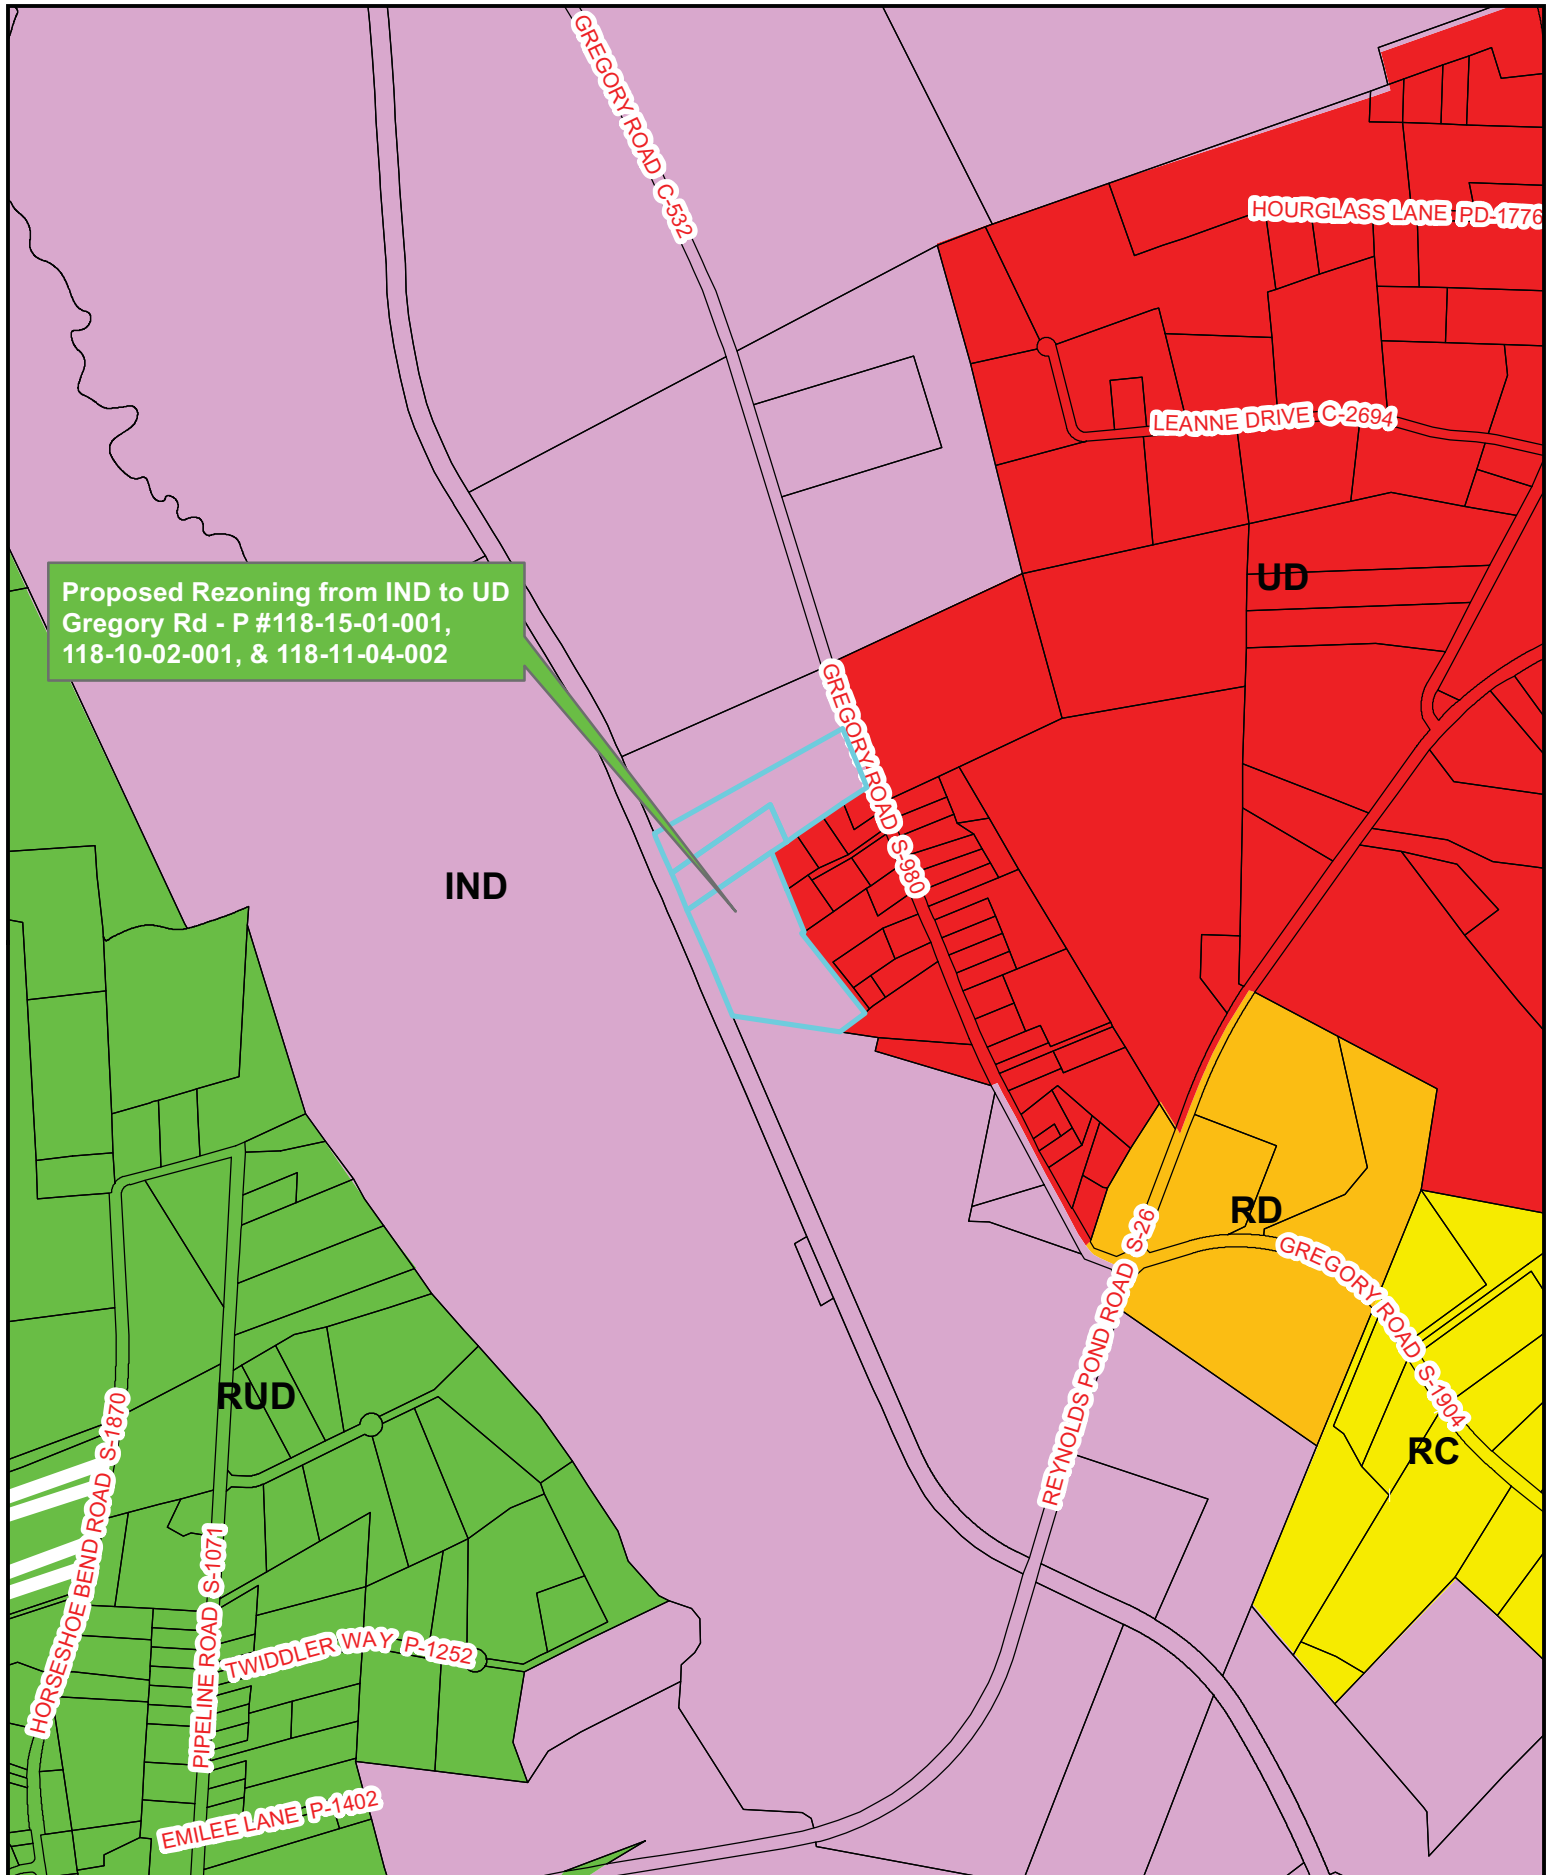 GREGORY ROAD C-532
HOURGLASS LANE PD-1776
LEANNE DRIVE C-2694
UD
Proposed Rezoning from IND to UD
Gregory Rd - P #118-15-01-001,
118-10-02-001, & 118-11-04-002
GREGORY ROAD S-980
IND
RD
REYNOLDS POND ROAD S-26
GREGORY ROAD S-1904
RUD
RC
HORSESHOE BEND ROAD S-1870
PIPELINE ROAD S-1071
TWIDDLER WAY P-1252
EMILEE LANE P-1402